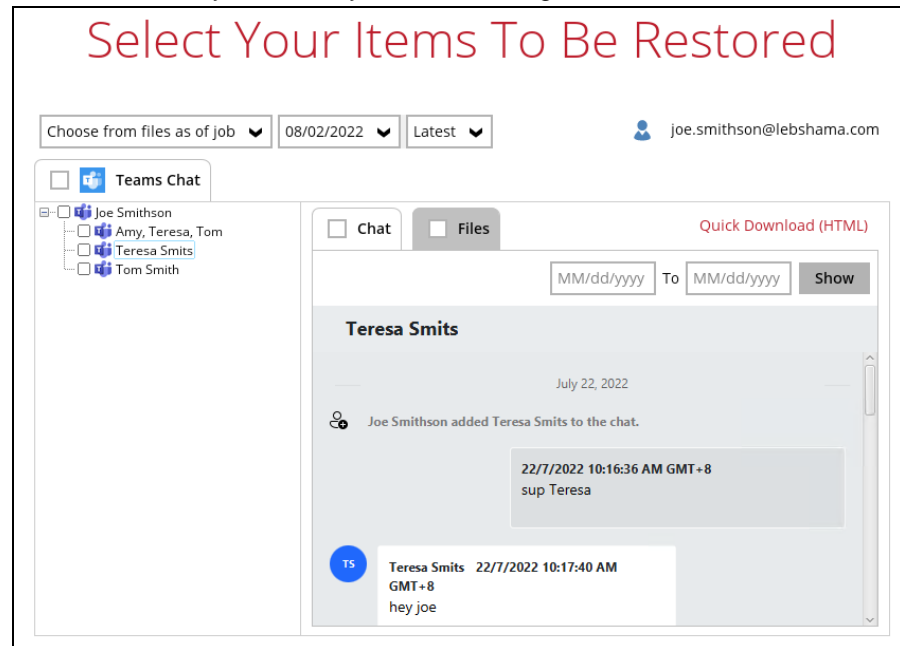 Select Your Items To Be Restored
Choose from files as of job
08/02/2022
Latest
joe.smithson@lebshama.com
Teams Chat
Joe Smithson
Amy, Teresa, Tom
Teresa Smits
Tom Smith
Chat
Files
Quick Download (HTML)
MM/dd/yyyy To MM/dd/yyyy Show
Teresa Smits
July 22, 2022
Joe Smithson added Teresa Smits to the chat.
22/7/2022 10:16:36 AM GMT+8
sup Teresa
TS
Teresa Smits 22/7/2022 10:17:40 AM
GMT+8
hey joe